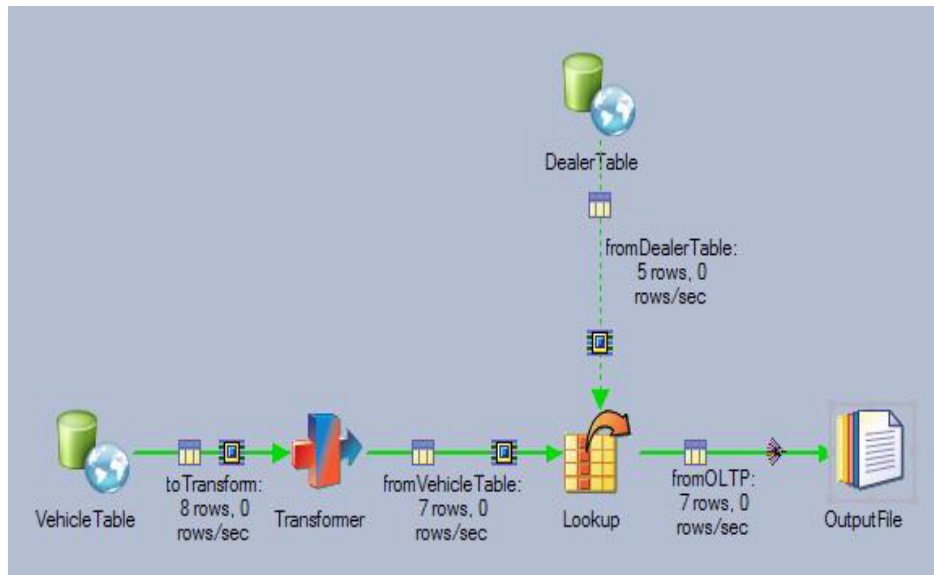 DealerTable
fromDealerTable:
5 rows, 0
rows/sec
VehicleTable
toTransform:
8 rows, 0
rows/sec
Transformer
fromVehicleTable:
7 rows, 0
rows/sec
Lookup
fromOLTP:
7 rows, 0
rows/sec
OutputFile